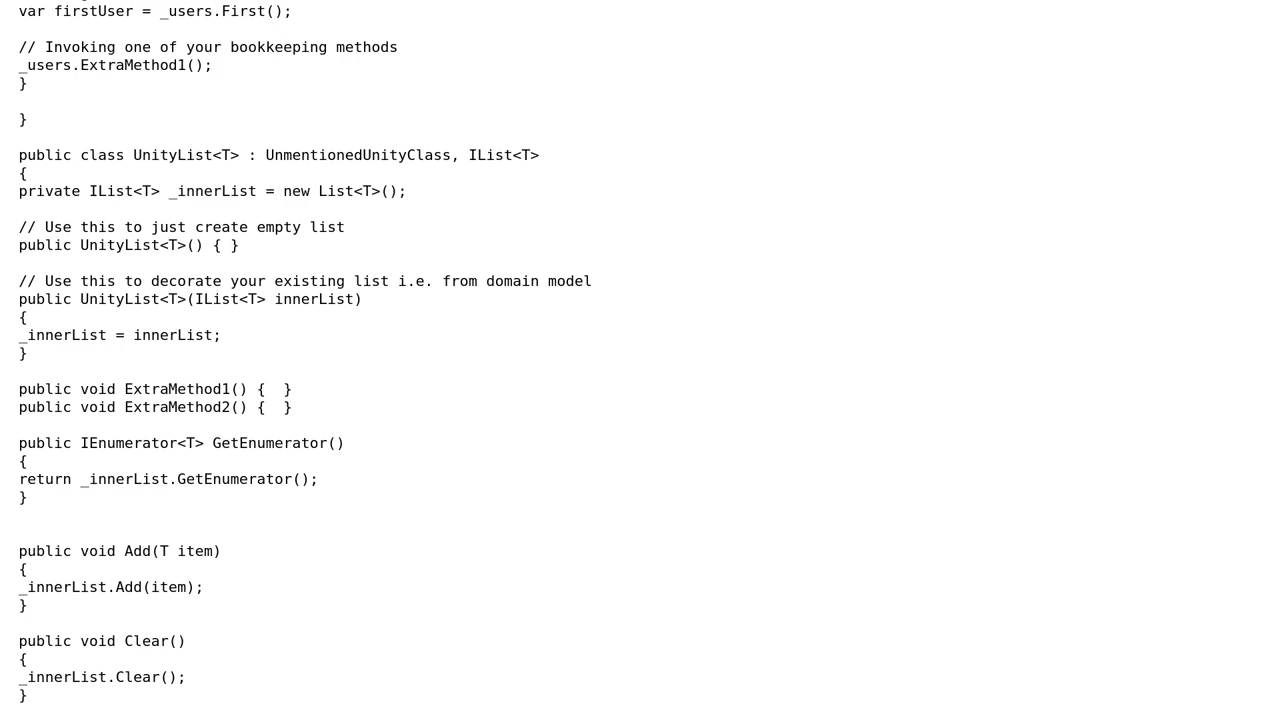 var firstUser = _users.First();

// Invoking one of your bookkeeping methods
_users.ExtraMethod1();
}

}

public class UnityList<T> : UnmentionedUnityClass, IList<T>
{
private IList<T> _innerList = new List<T>();

// Use this to just create empty list
public UnityList<T>() { }

// Use this to decorate your existing list i.e. from domain model
public UnityList<T>(IList<T> innerList)
{
_innerList = innerList;
}

public void ExtraMethod1() {  }
public void ExtraMethod2() {  }

public IEnumerator<T> GetEnumerator()
{
return _innerList.GetEnumerator();
}


public void Add(T item)
{
_innerList.Add(item);
}

public void Clear()
{
_innerList.Clear();
}